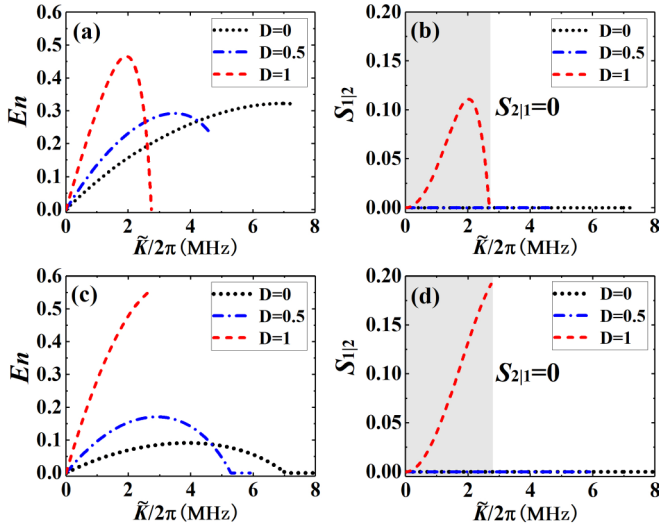 (a)
D=0
D=0.5
D=1
En
0.6
0.5
0.4
0.3
0.2
0.1
0.0
0 2 4 6 8
K̃/2π(MHz)
(b)
D=0
D=0.5
D=1
S1|2
S2|1=0
0.20
0.15
0.10
0.05
0.00
0 2 4 6 8
K̃/2π(MHz)
(c)
D=0
D=0.5
D=1
En
0.6
0.5
0.4
0.3
0.2
0.1
0.0
0 2 4 6 8
K̃/2π(MHz)
(d)
D=0
D=0.5
D=1
S1|2
S2|1=0
0.20
0.15
0.10
0.05
0.00
0 2 4 6 8
K̃/2π(MHz)